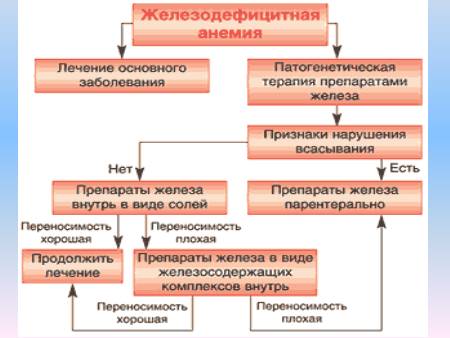 Железодефицитная
анемия
Лечение основного
заболевания
Патогенетическая
терапия препаратами
железа
Признаки нарушения
всасывания
Нет
Есть
Препараты железа
внутрь в виде солей
Препараты железа
парентерально
Переносимость
хорошая
Переносимость
плохая
Продолжить
лечение
Препараты железа в виде
железосодержащих
комплексов внутрь
Переносимость
хорошая
Переносимость
плохая